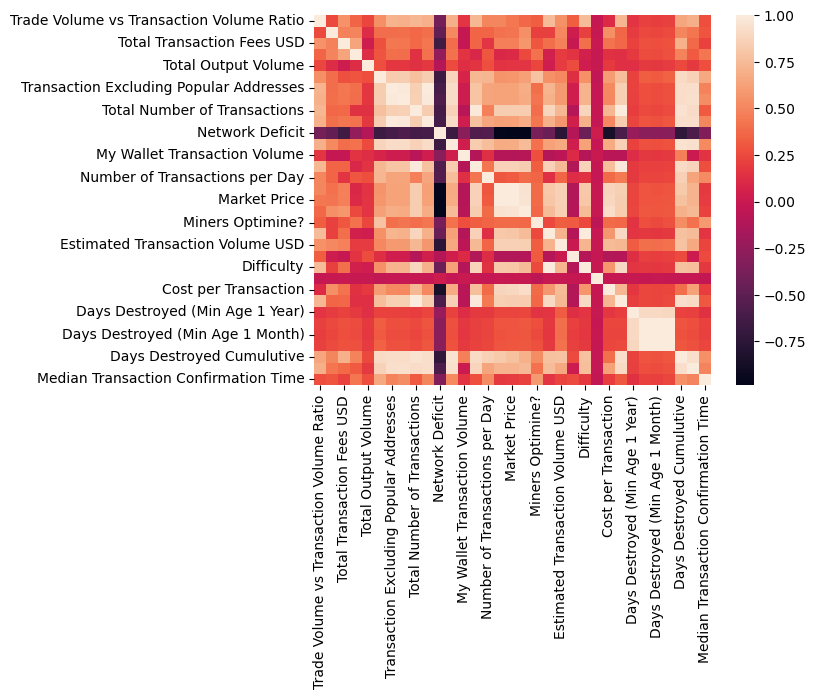 Trade Volume vs Transaction Volume Ratio
Total Transaction Fees USD
Total Output Volume
Transaction Excluding Popular Addresses
Total Number of Transactions
Network Deficit
My Wallet Transaction Volume
Number of Transactions per Day
Market Price
Miners Optimine?
Estimated Transaction Volume USD
Difficulty
Cost per Transaction
Days Destroyed (Min Age 1 Year)
Days Destroyed (Min Age 1 Month)
Days Destroyed Cumulutive
Median Transaction Confirmation Time
Trade Volume vs Transaction Volume Ratio
Total Transaction Fees USD
Total Output Volume
Transaction Excluding Popular Addresses
Total Number of Transactions
Network Deficit
My Wallet Transaction Volume
Number of Transactions per Day
Market Price
Miners Optimine?
Estimated Transaction Volume USD
Difficulty
Cost per Transaction
Days Destroyed (Min Age 1 Year)
Days Destroyed (Min Age 1 Month)
Days Destroyed Cumulutive
Median Transaction Confirmation Time
1.00
0.75
0.50
0.25
0.00
−0.25
−0.50
−0.75